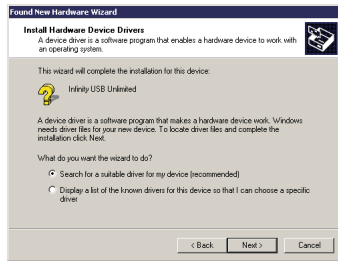 Found New Hardware Wizard
Install Hardware Device Drivers
A device driver is a software program that enables a hardware device to work with
an operating system.
This wizard will complete the installation for this device:
Infinity USB Unlimited
A device driver is a software program that makes a hardware device work. Windows
needs driver files for your new device. To locate driver files and complete the
installation click Next.
What do you want the wizard to do?
Search for a suitable driver for my device (recommended)
Display a list of the known drivers for this device so that I can choose a specific
driver
< Back Next > Cancel